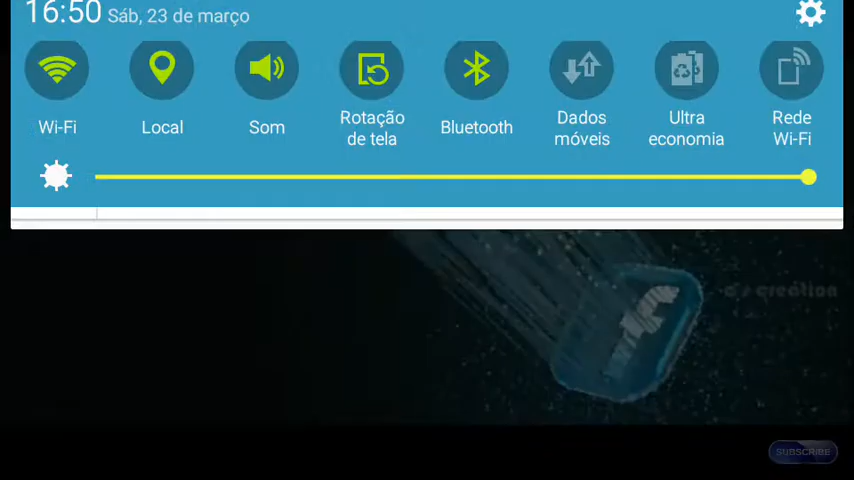 16:50 Sáb, 23 de março
Wi-Fi
Local
Som
Rotação
de tela
Bluetooth
Dados
móveis
Ultra
economia
Rede
Wi-Fi
creation
SUBSCRIBE